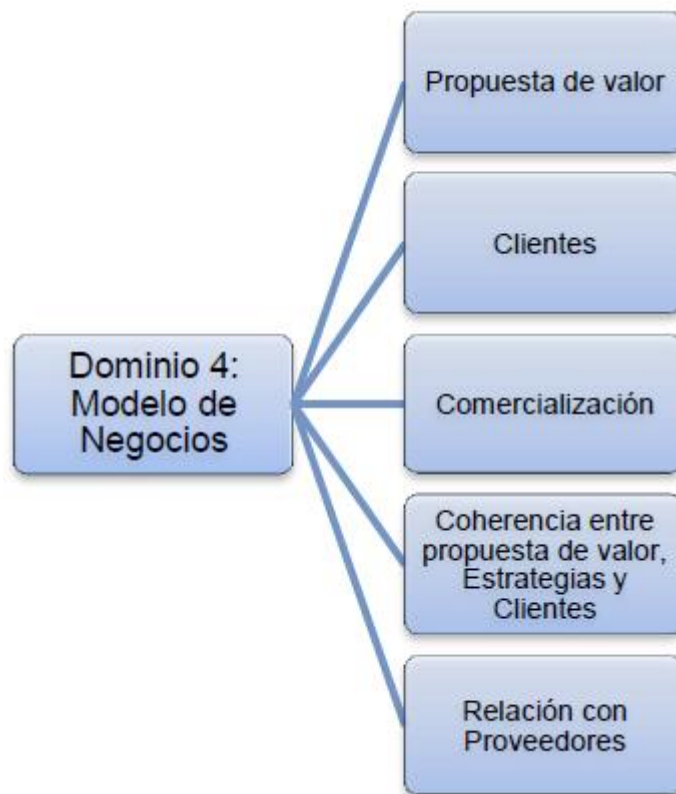 Propuesta de valor
Clientes
Dominio 4:
Modelo de
Negocios
Comercialización
Coherencia entre
propuesta de valor,
Estrategias y
Clientes
Relación con
Proveedores